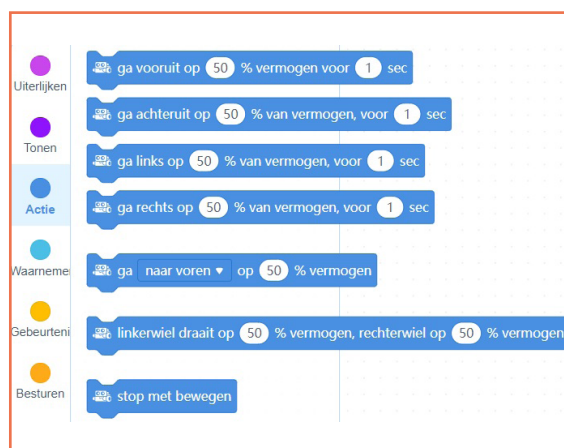 Uiterlijken
Tonen
Actie
Waarneme
Gebeurteni
Besturen
ga vooruit op 50 % vermogen voor 1 sec
ga achteruit op 50 % van vermogen, voor 1 sec
ga links op 50 % van vermogen, voor 1 sec
ga rechts op 50 % van vermogen, voor 1 sec
ga naar voren ▾ op 50 % vermogen
linkerwiel draait op 50 % vermogen, rechterwiel op 50 % vermogen
stop met bewegen